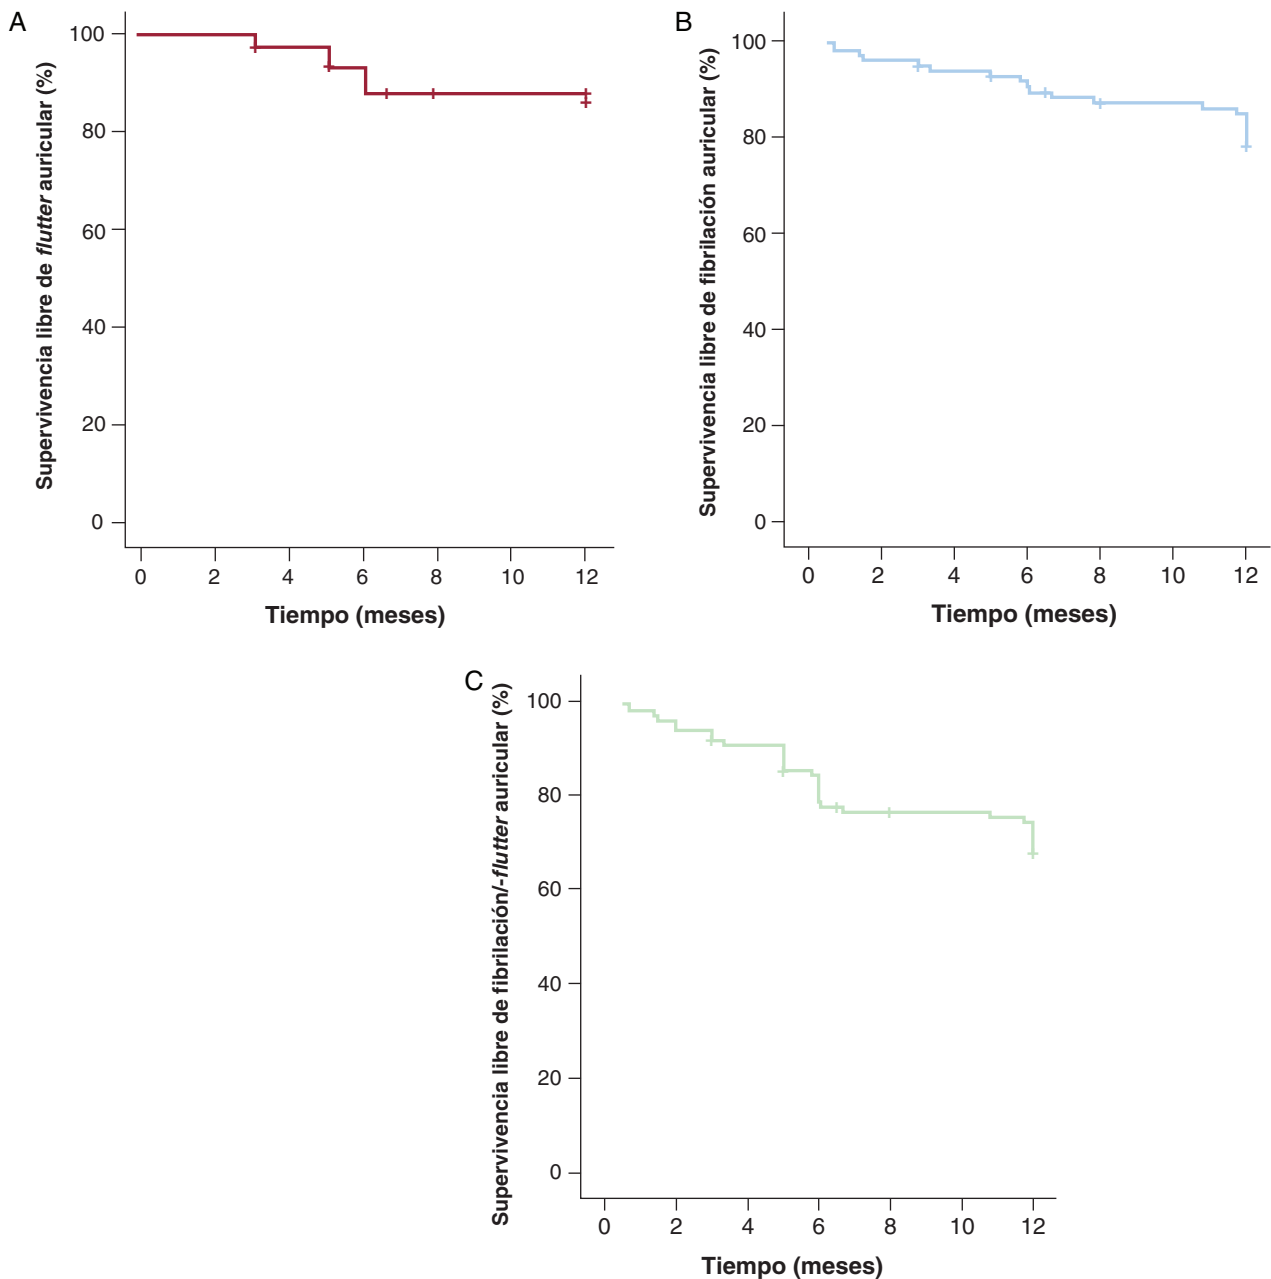 A
Supervivencia libre de flutter auricular (%)
100
80
60
40
20
0
0 2 4 6 8 10 12
Tiempo (meses)
B
Supervivencia libre de fibrilación auricular (%)
100
80
60
40
20
0
0 2 4 6 8 10 12
Tiempo (meses)
C
Supervivencia libre de fibrilación/-flutter auricular (%)
100
80
60
40
20
0
0 2 4 6 8 10 12
Tiempo (meses)